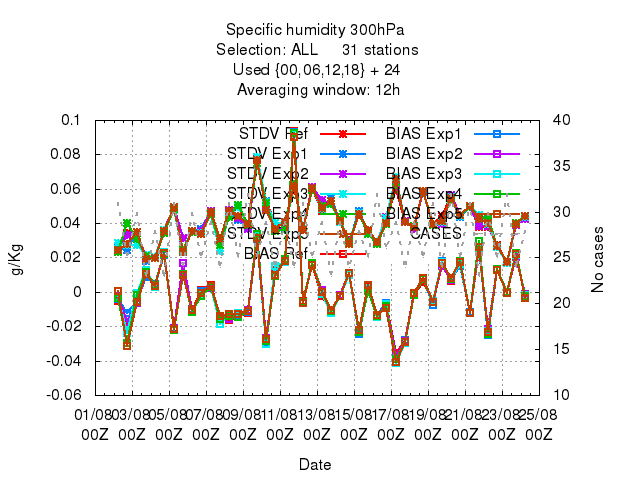 Specific humidity 300hPa
Selection: ALL     31 stations
Used {00,06,12,18} + 24
Averaging window: 12h
0.1
0.08
0.06
0.04
0.02
0
-0.02
-0.04
-0.06
g/Kg
40
35
30
25
20
15
10
No cases
STDV Ref
STDV Exp1
STDV Exp2
STDV Exp3
STDV Exp4
STDV Exp5
BIAS Ref
BIAS Exp1
BIAS Exp2
BIAS Exp3
BIAS Exp4
BIAS Exp5
CASES
01/08 03/08 05/08 07/08 09/08 11/08 13/08 15/08 17/08 19/08 21/08 23/08 25/08
00Z 00Z 00Z 00Z 00Z 00Z 00Z 00Z 00Z 00Z 00Z 00Z 00Z
Date